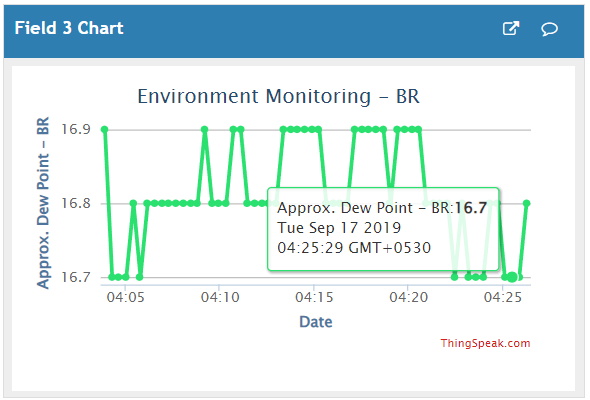 Field 3 Chart
Environment Monitoring - BR
Approx. Dew Point - BR
16.9
16.8
16.7
Approx. Dew Point - BR:16.7
Tue Sep 17 2019
04:25:29 GMT+0530
04:05 04:10 04:15 04:20 04:25
Date
ThingSpeak.com